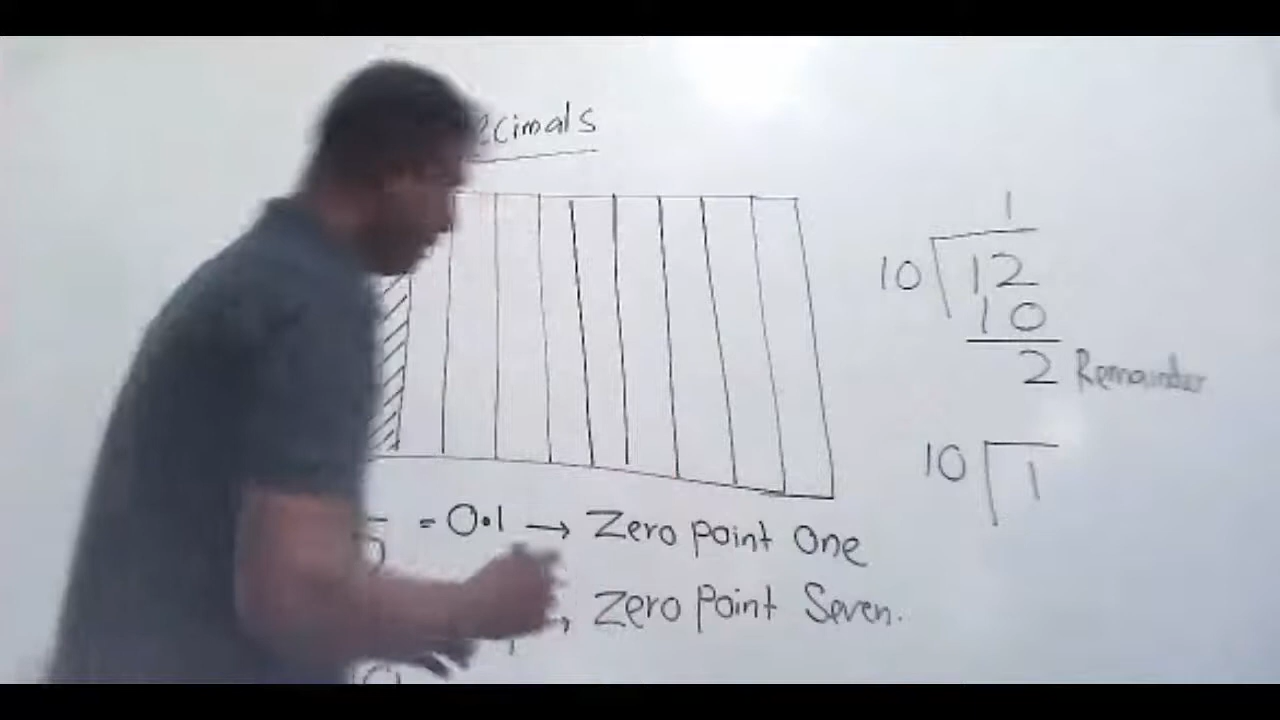 ecimals
= 0.1 → Zero Point One
Zero Point Seven.
1
10 12
10
2 Remainder
10 1